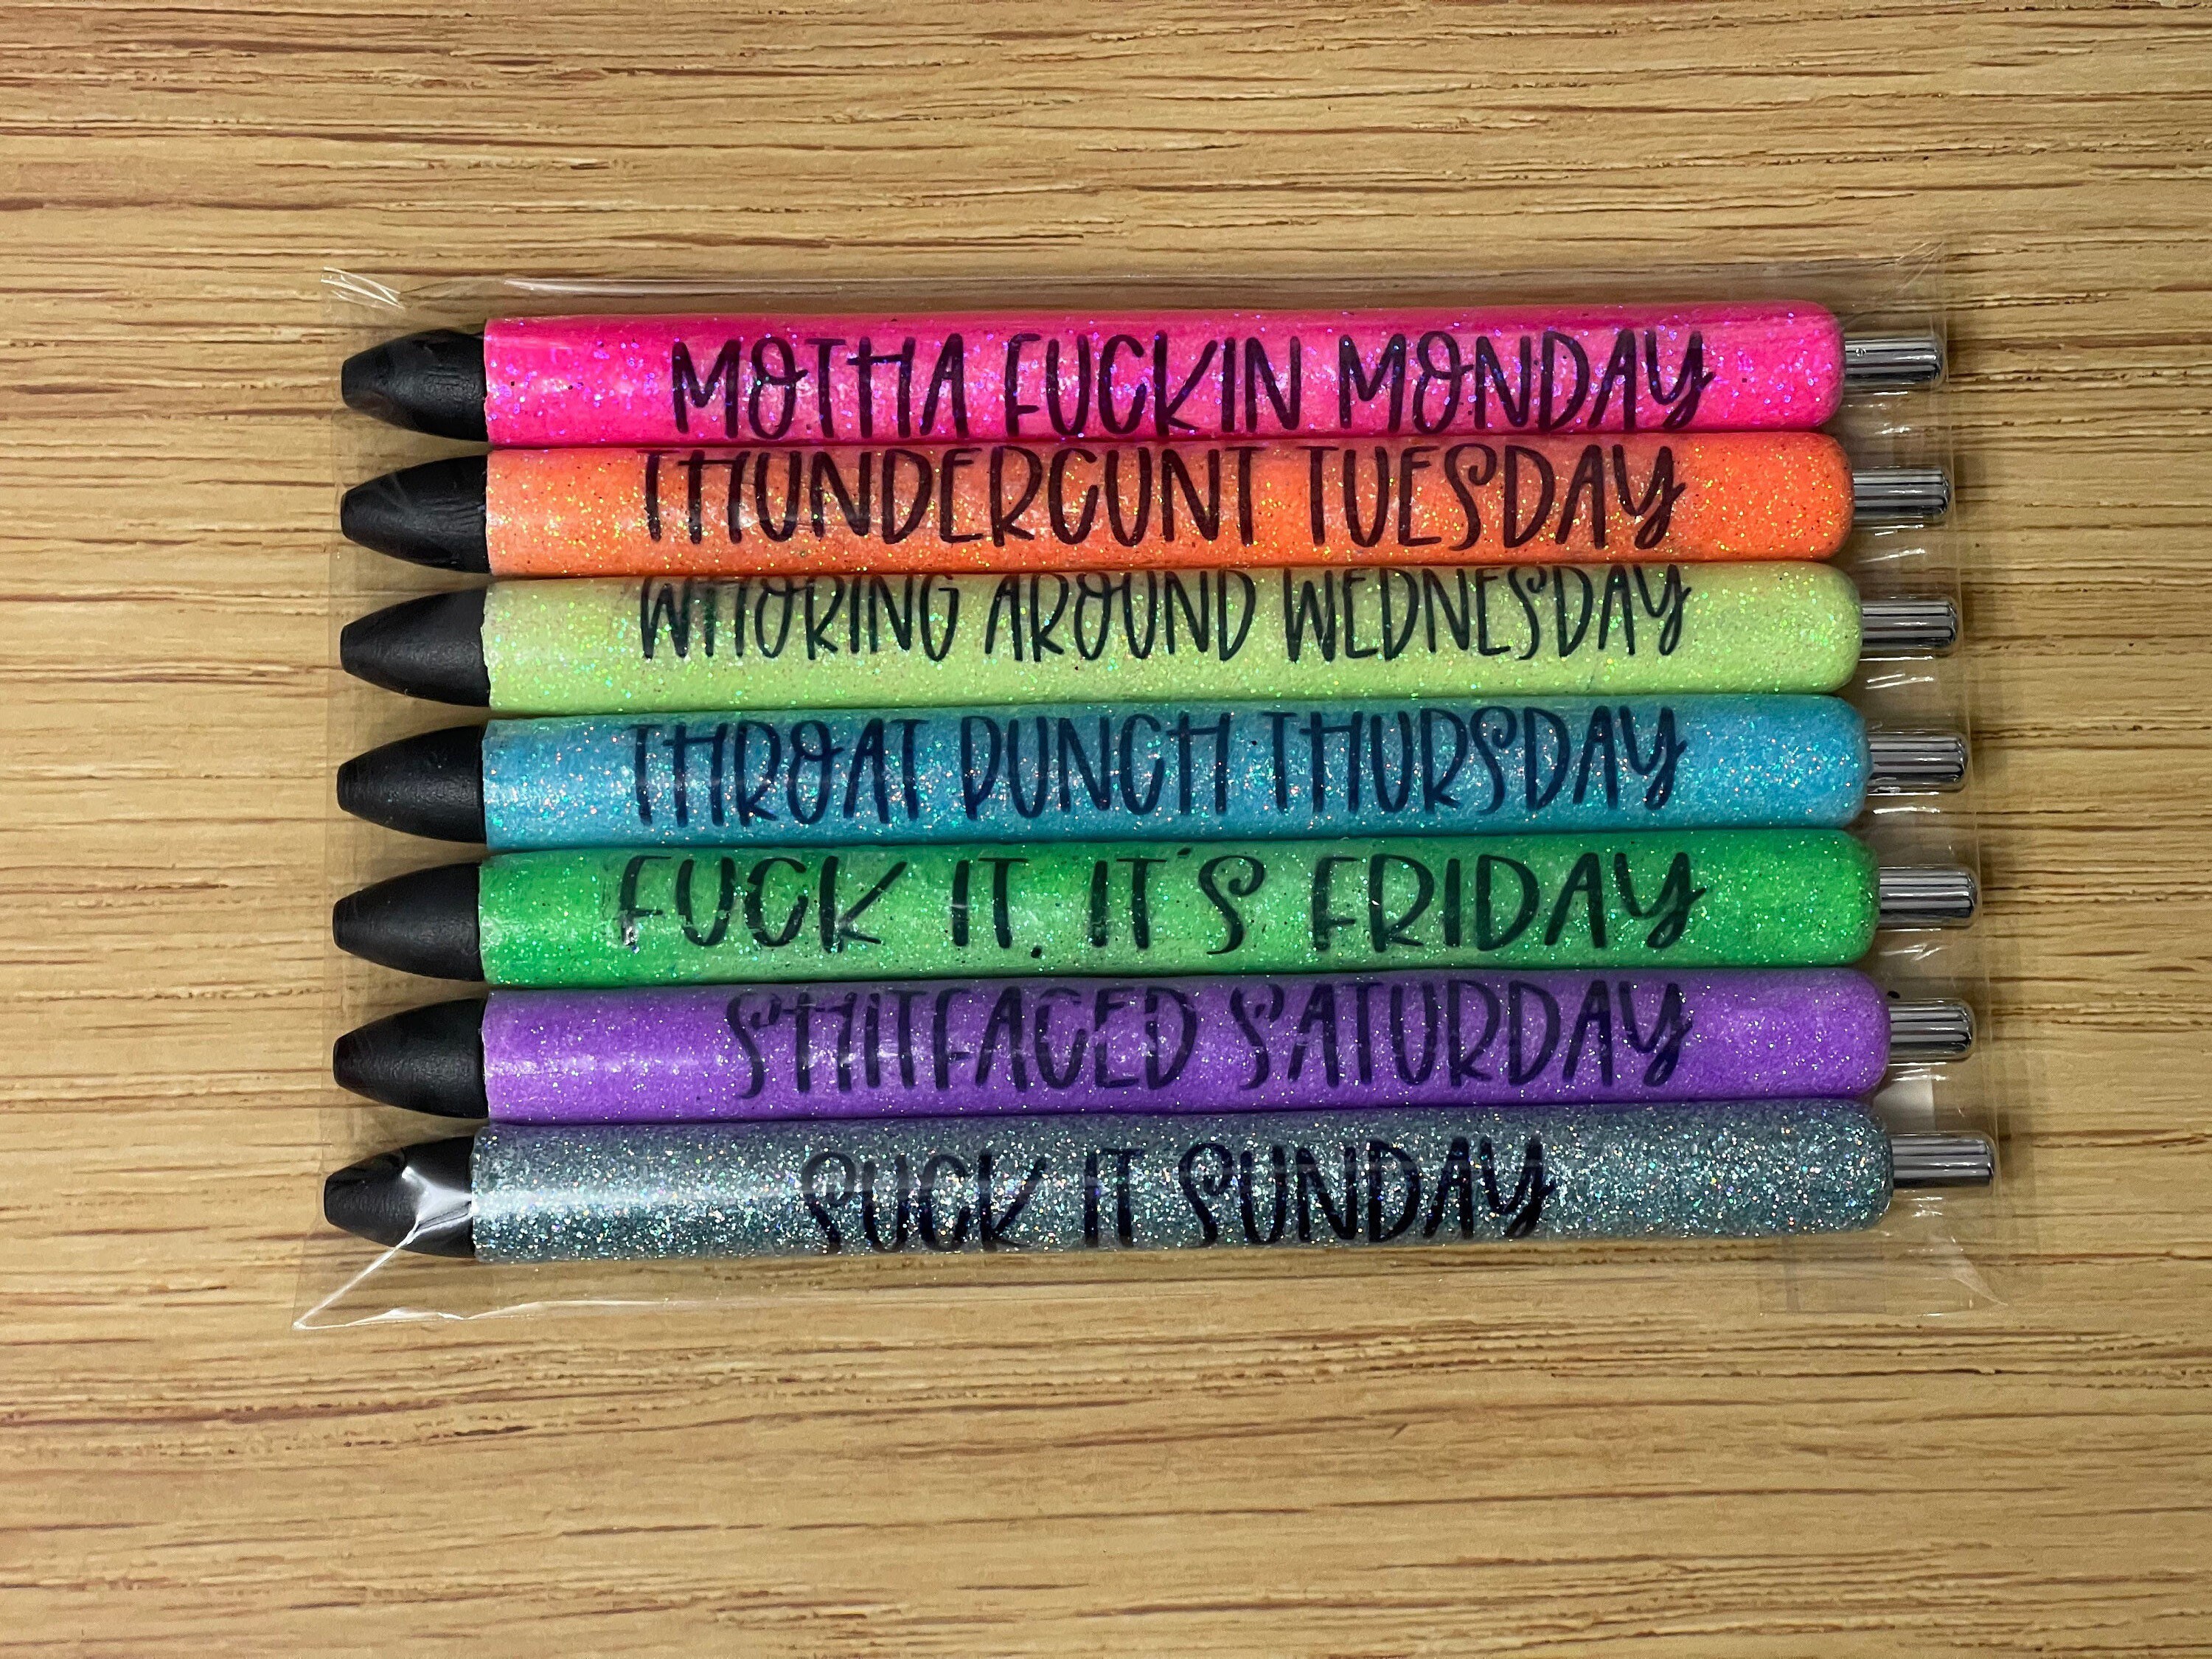 MOTHA FUCKIN MONDAY
THUNDERCUNT TUESDAY
WHORING AROUND WEDNESDAY
THROAT PUNCH THURSDAY
FUCK IT, IT'S FRIDAY
SHITFACED SATURDAY
SUCK IT SUNDAY